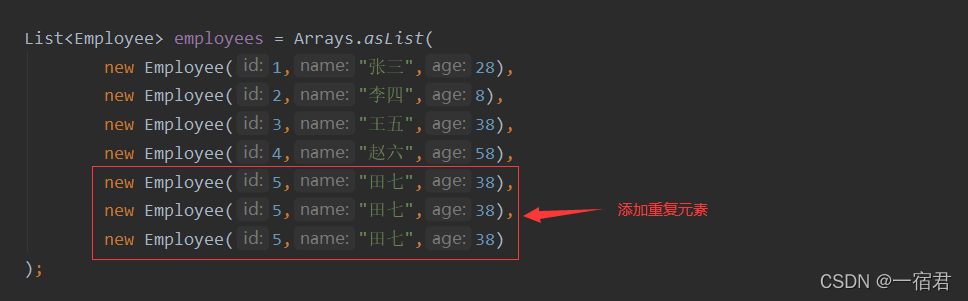 List<Employee> employees = Arrays.asList(
new Employee( id: 1, name: "张三", age: 28),
new Employee( id: 2, name: "李四", age: 8),
new Employee( id: 3, name: "王五", age: 38),
new Employee( id: 4, name: "赵六", age: 58),
new Employee( id: 5, name: "田七", age: 38),
new Employee( id: 5, name: "田七", age: 38),
添加重复元素
new Employee( id: 5, name: "田七", age: 38)
);
CSDN @一宿君